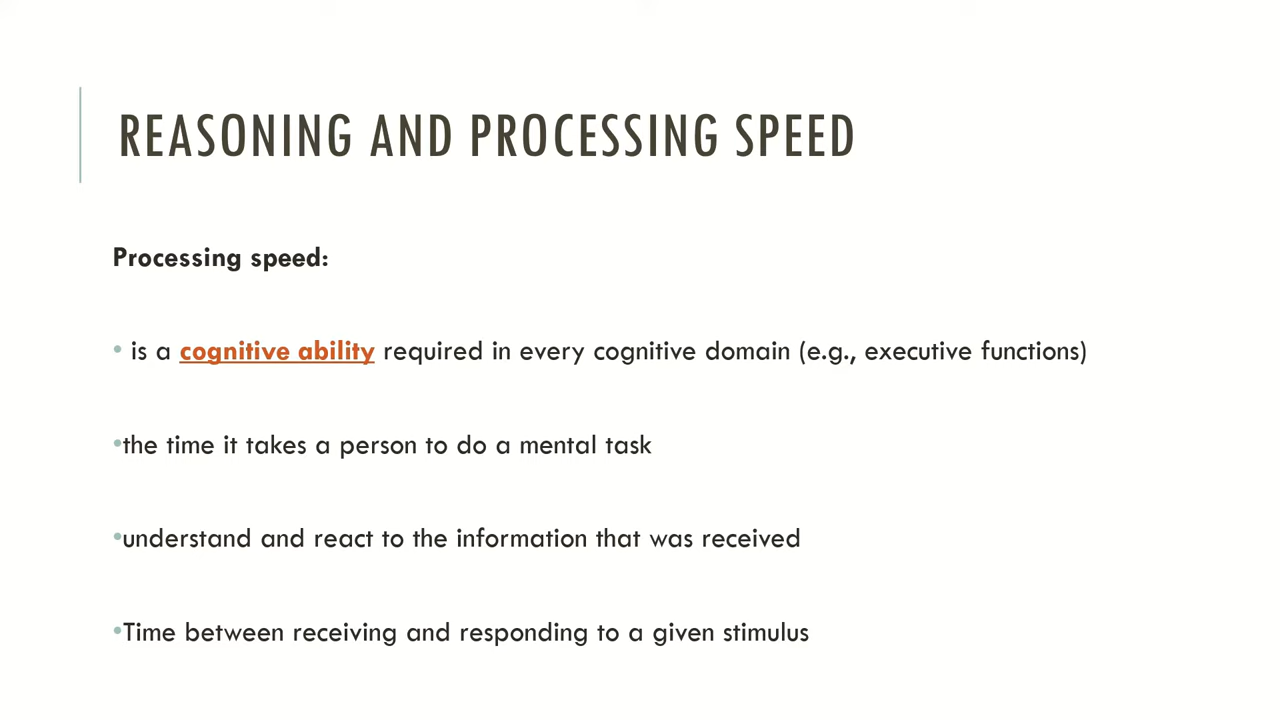 REASONING AND PROCESSING SPEED
Processing speed:
• is a cognitive ability required in every cognitive domain (e.g., executive functions)
•the time it takes a person to do a mental task
•understand and react to the information that was received
•Time between receiving and responding to a given stimulus